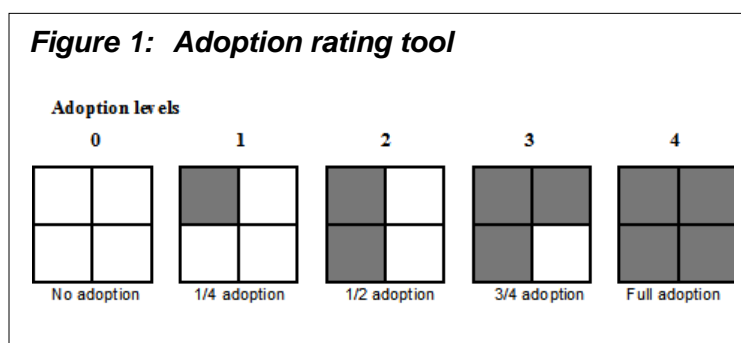 Figure 1: Adoption rating tool
Adoption levels
0 1 2 3 4
No adoption 1/4 adoption 1/2 adoption 3/4 adoption Full adoption